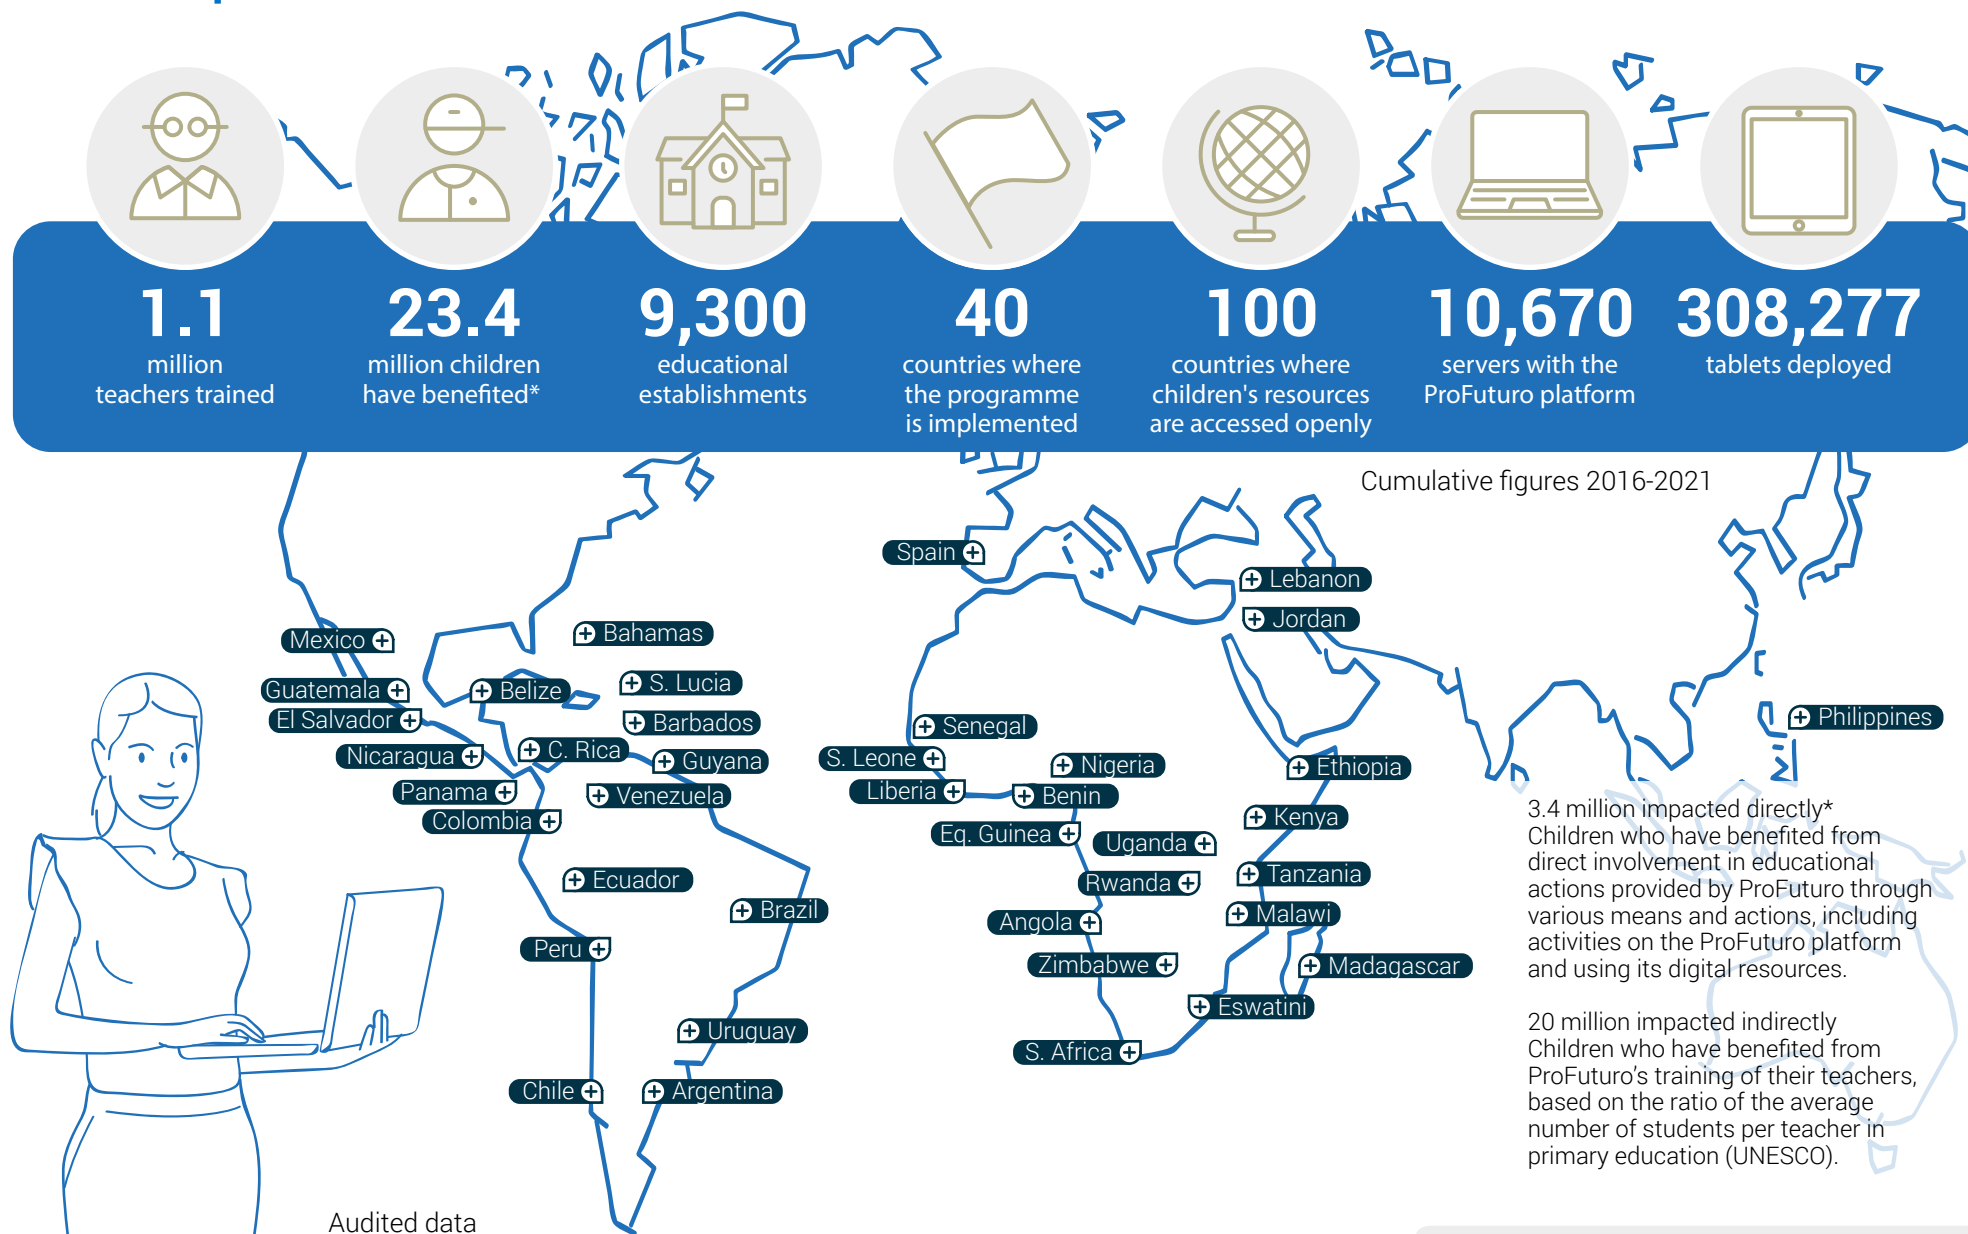 1.1
million
teachers trained
23.4
million children
have benefited*
9,300
educational
establishments
40
countries where
the programme
is implemented
100
countries where
children's resources
are accessed openly
10,670
servers with the
ProFuturo platform
308,277
tablets deployed
Cumulative figures 2016-2021
Spain
Lebanon
Jordan
Mexico
Bahamas
Guatemala
Belize
S. Lucia
El Salvador
Barbados
Nicaragua
C. Rica
Guyana
Panama
Venezuela
Colombia
Ecuador
Brazil
Peru
Uruguay
Chile
Argentina
Senegal
S. Leone
Nigeria
Liberia
Benin
Eq. Guinea
Uganda
Rwanda
Angola
Zimbabwe
S. Africa
Ethiopia
Kenya
Tanzania
Malawi
Madagascar
Eswatini
Philippines
3.4 million impacted directly*
Children who have benefited from
direct involvement in educational
actions provided by ProFuturo through
various means and actions, including
activities on the ProFuturo platform
and using its digital resources.
20 million impacted indirectly
Children who have benefited from
ProFuturo’s training of their teachers,
based on the ratio of the average
number of students per teacher in
primary education (UNESCO).
Audited data